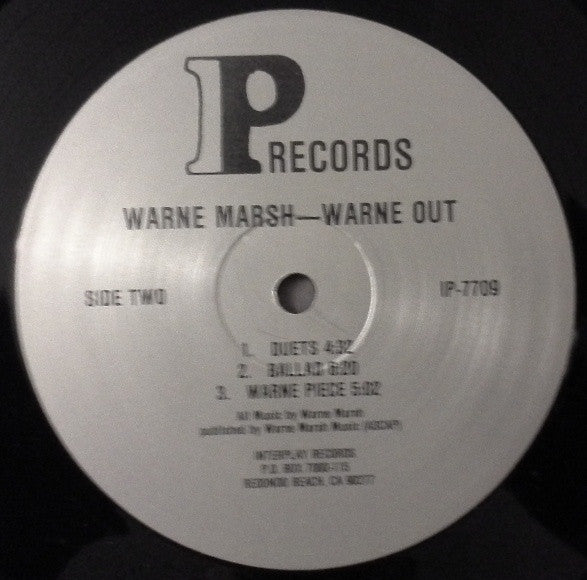 IP RECORDS
WARNE MARSH—WARNE OUT
SIDE TWO
IP-7709
1. DUETS 4:32
2. BALLAD 6:20
3. WARNE PIECE 5:02
All Music by Warne Marsh
published by Warne Marsh Music (ASCAP)
INTERPLAY RECORDS
P.O. BOX 7000-115
REDONDO BEACH, CA 90277